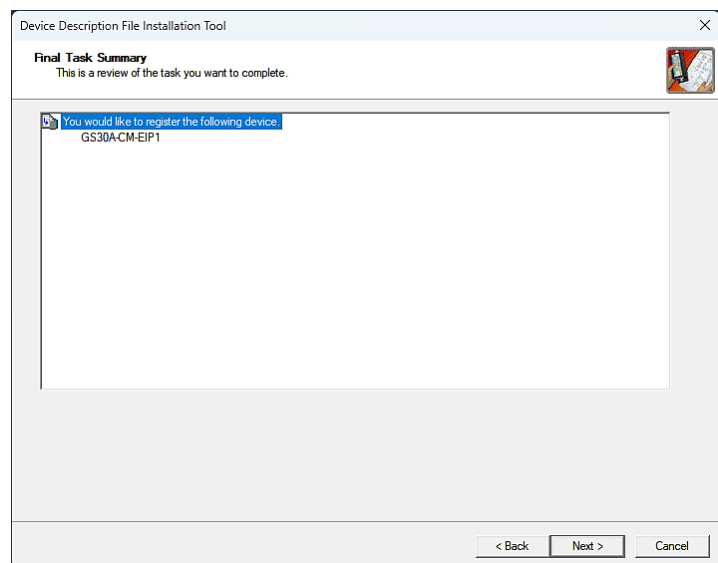 Device Description File Installation Tool
Final Task Summary
This is a review of the task you want to complete.
You would like to register the following device.
GS30A-CM-EIP1
< Back
Next >
Cancel